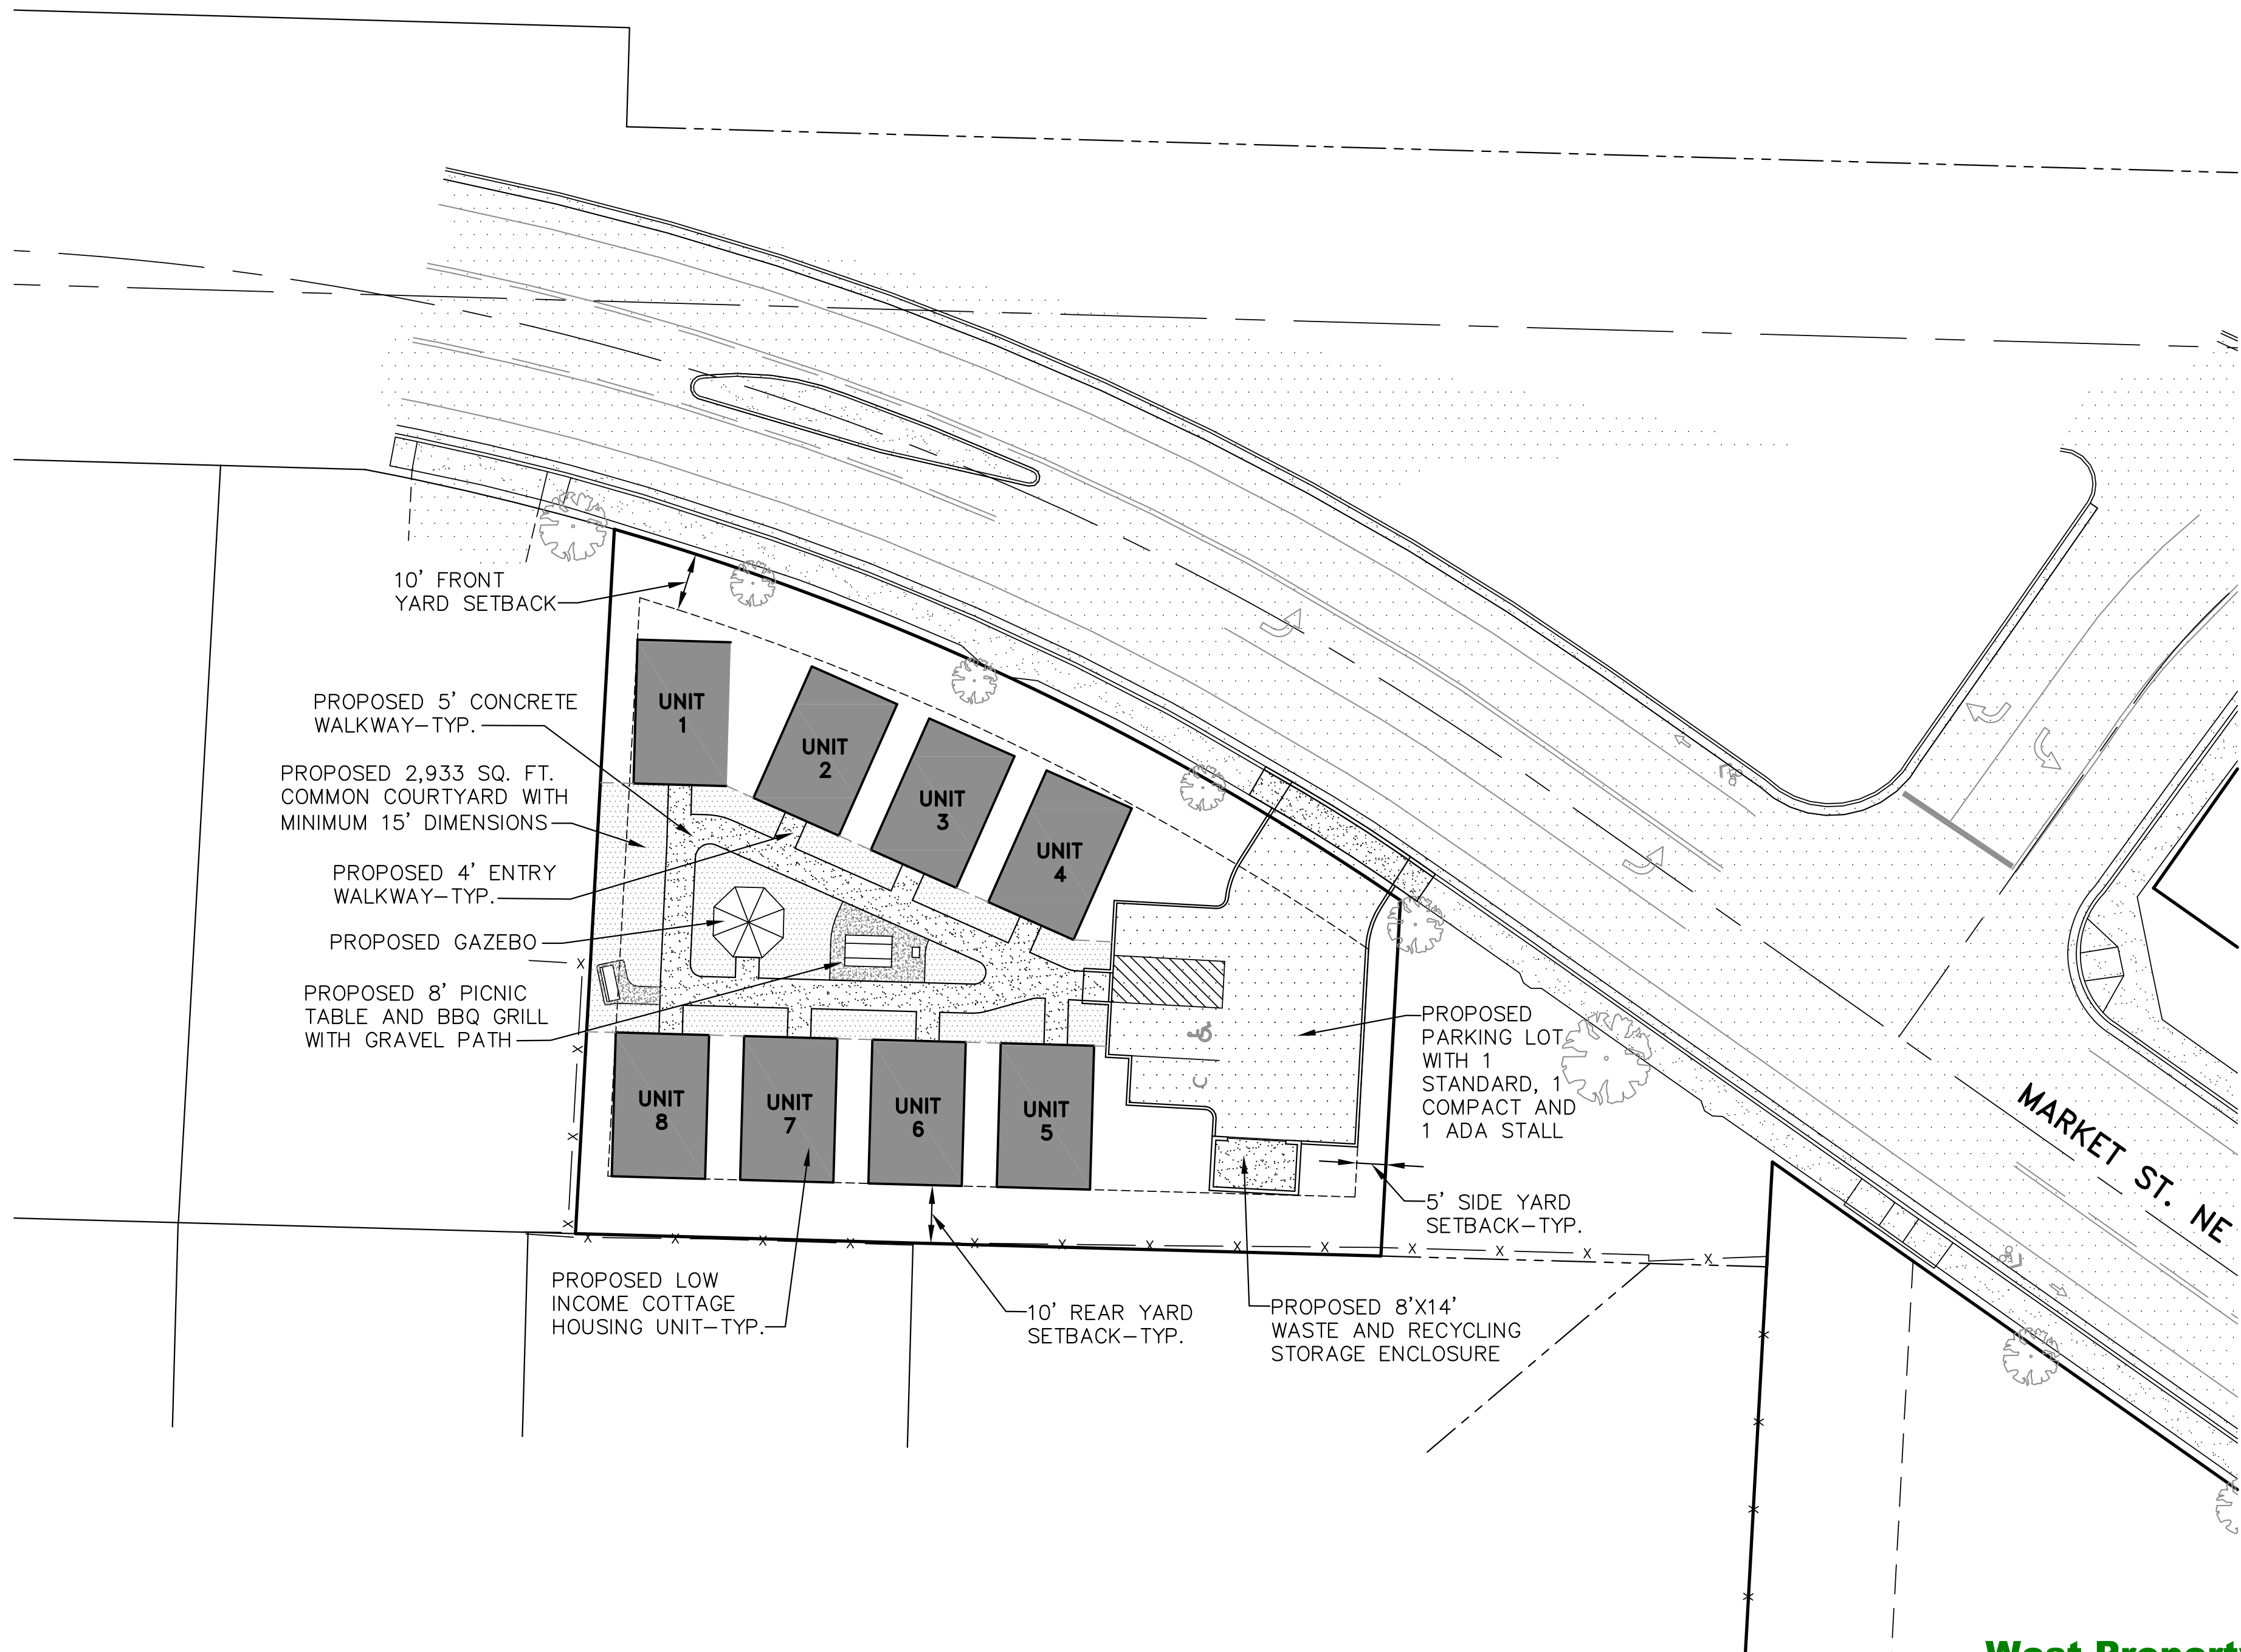 10' FRONT
YARD SETBACK
PROPOSED 5' CONCRETE
WALKWAY-TYP.
PROPOSED 2,933 SQ. FT.
COMMON COURTYARD WITH
MINIMUM 15' DIMENSIONS
PROPOSED 4' ENTRY
WALKWAY-TYP.
PROPOSED GAZEBO
PROPOSED 8' PICNIC
TABLE AND BBQ GRILL
WITH GRAVEL PATH
UNIT
1
UNIT
2
UNIT
3
UNIT
4
UNIT
8
UNIT
7
UNIT
6
UNIT
5
C
PROPOSED
PARKING LOT
WITH 1
STANDARD, 1
COMPACT AND
1 ADA STALL
5' SIDE YARD
SETBACK-TYP.
MARKET ST. NE
PROPOSED LOW
INCOME COTTAGE
HOUSING UNIT-TYP.
10' REAR YARD
SETBACK-TYP.
PROPOSED 8'X14'
WASTE AND RECYCLING
STORAGE ENCLOSURE
West Property